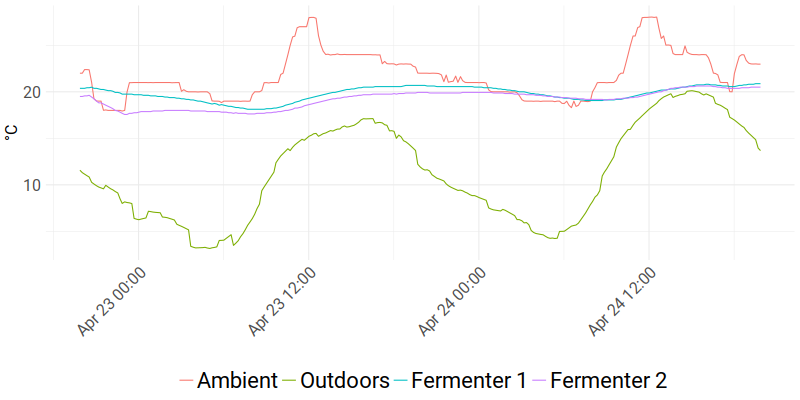 °C
20
10
Apr 23 00:00
Apr 23 12:00
Apr 24 00:00
Apr 24 12:00
Ambient Outdoors Fermenter 1 Fermenter 2